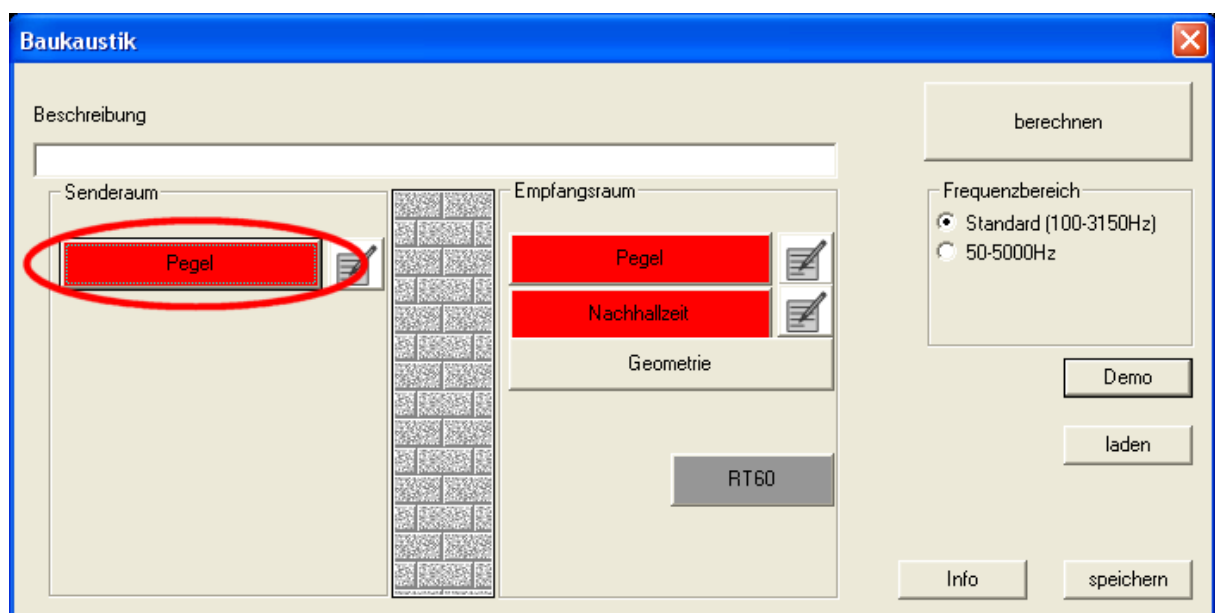 Baukaustik
Beschreibung
berechnen
Senderaum
Pegel
Empfangsraum
Pegel
Nachhallzeit
Geometrie
RT60
Frequenzbereich
Standard (100-3150Hz)
50-5000Hz
Demo
laden
Info
speichern